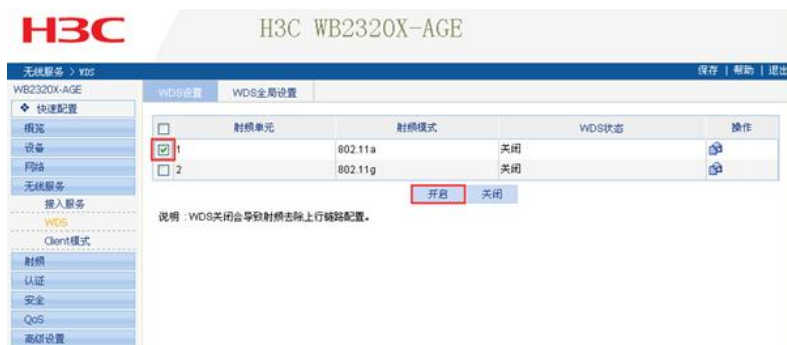 H3C
H3C WB2320X-AGE
无线服务 > WDS
保存 | 帮助 | 退出
WB2320X-AGE
快速配置
概览
设备
网络
无线服务
接入服务
WDS
Client模式
射频
认证
安全
QoS
高级设置
WDS设置 WDS全局设置
射频单元 射频模式 WDS状态 操作
1 802.11a 关闭
2 802.11g 关闭
开启 关闭
说明:WDS关闭会导致射频去除上行链路配置。